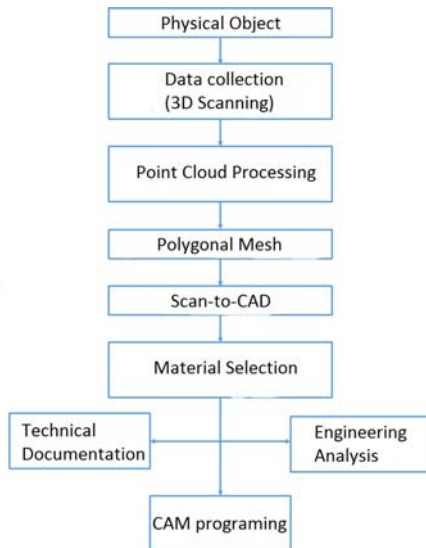 Physical Object
Data collection
(3D Scanning)
Point Cloud Processing
Polygonal Mesh
Scan-to-CAD
Material Selection
Technical
Documentation
Engineering
Analysis
CAM programing